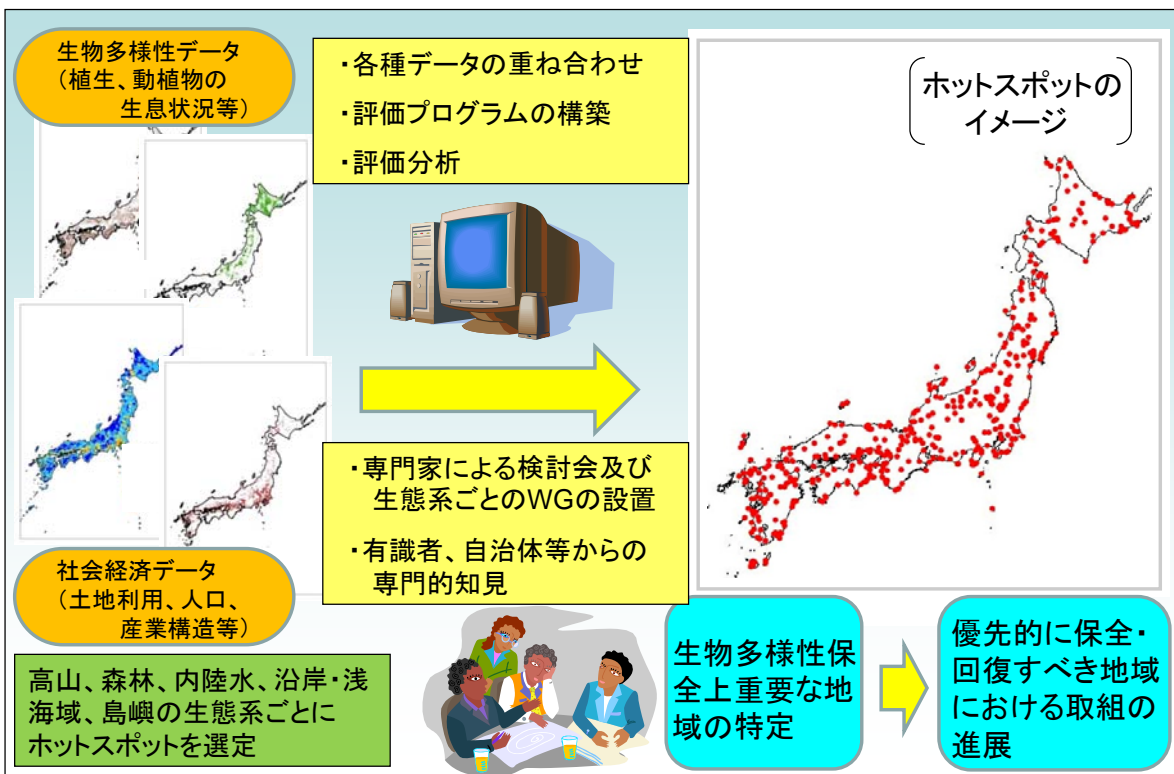 生物多様性データ
（植生、動植物の
生息状況等）
・各種データの重ね合わせ
・評価プログラムの構築
・評価分析
ホットスポットの
イメージ
・専門家による検討会及び
生態系ごとのWGの設置
・有識者、自治体等からの
専門的知見
社会経済データ
（土地利用、人口、
産業構造等）
高山、森林、内陸水、沿岸・浅
海域、島嶼の生態系ごとに
ホットスポットを選定
生物多様性保
全上重要な地
域の特定
優先的に保全・
回復すべき地域
における取組の
進展